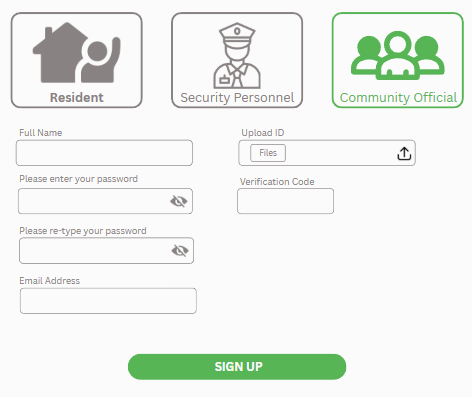 Resident
Security Personnel
Community Official
Full Name
Upload ID
Files
Please enter your password
Verification Code
Please re-type your password
Email Address
SIGN UP